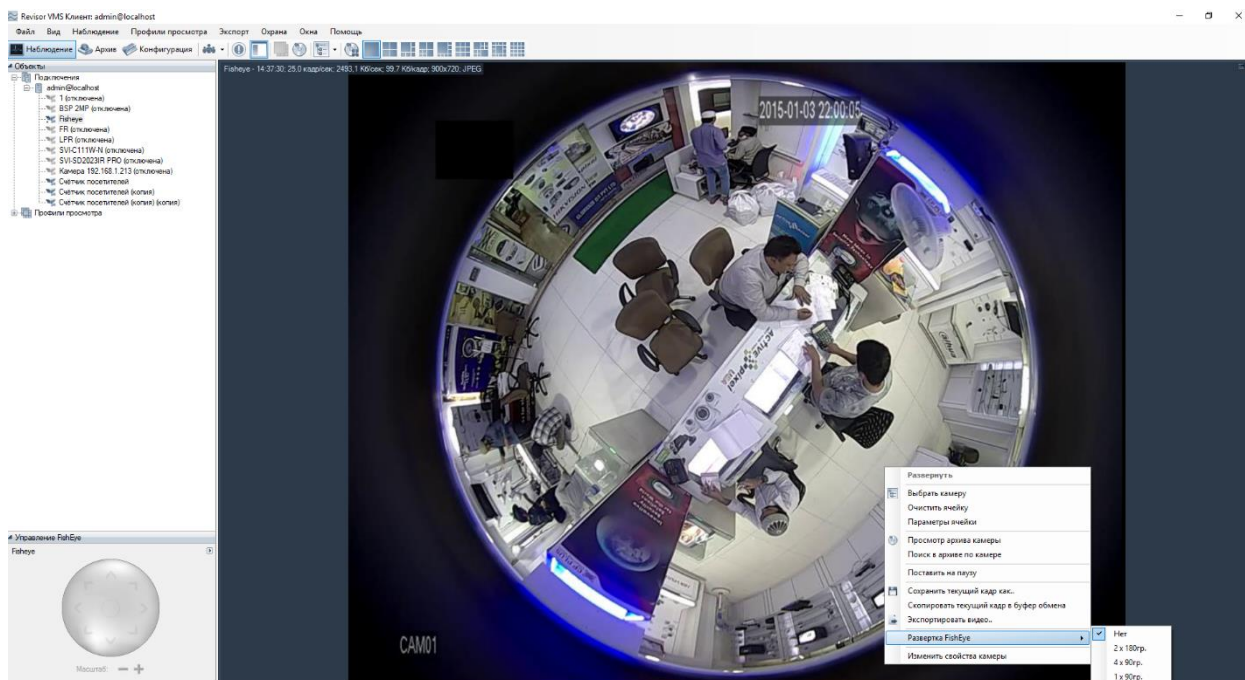 Revisor VMS Клиент: admin@localhost
Файл Вид Наблюдение Профили просмотра Экспорт Охрана Окна Помощь
Наблюдение Архив Конфигурация
Объекты
Подключения
admin@localhost
1 (отключена)
BSP 2MP (отключена)
Fisheye
FR (отключена)
LPR (отключена)
SVI-C111W-N (отключена)
SVI-SD2023IR PRO (отключена)
Камера 192.168.1.213 (отключена)
Счётчик посетителей
Счётчик посетителей (копия)
Счётчик посетителей (копия) (копия)
Профили просмотра
Fisheye - 14:37:30; 25,0 кадр/сек; 2493,1 Кб/сек; 99,7 Кб/кадр; 900x720; JPEG
2015-01-03 22:00:05
HIKVISION
ACTIVE pixel
USA
CAM01
Управление FishEye
Fisheye
Масштаб:
Развернуть
Выбрать камеру
Очистить ячейку
Параметры ячейки
Просмотр архива камеры
Поиск в архиве по камере
Поставить на паузу
Сохранить текущий кадр как..
Скопировать текущий кадр в буфер обмена
Экспортировать видео..
Развертка FishEye
Изменить свойства камеры
Нет
2 x 180гр.
4 x 90гр.
1 x 90гр.